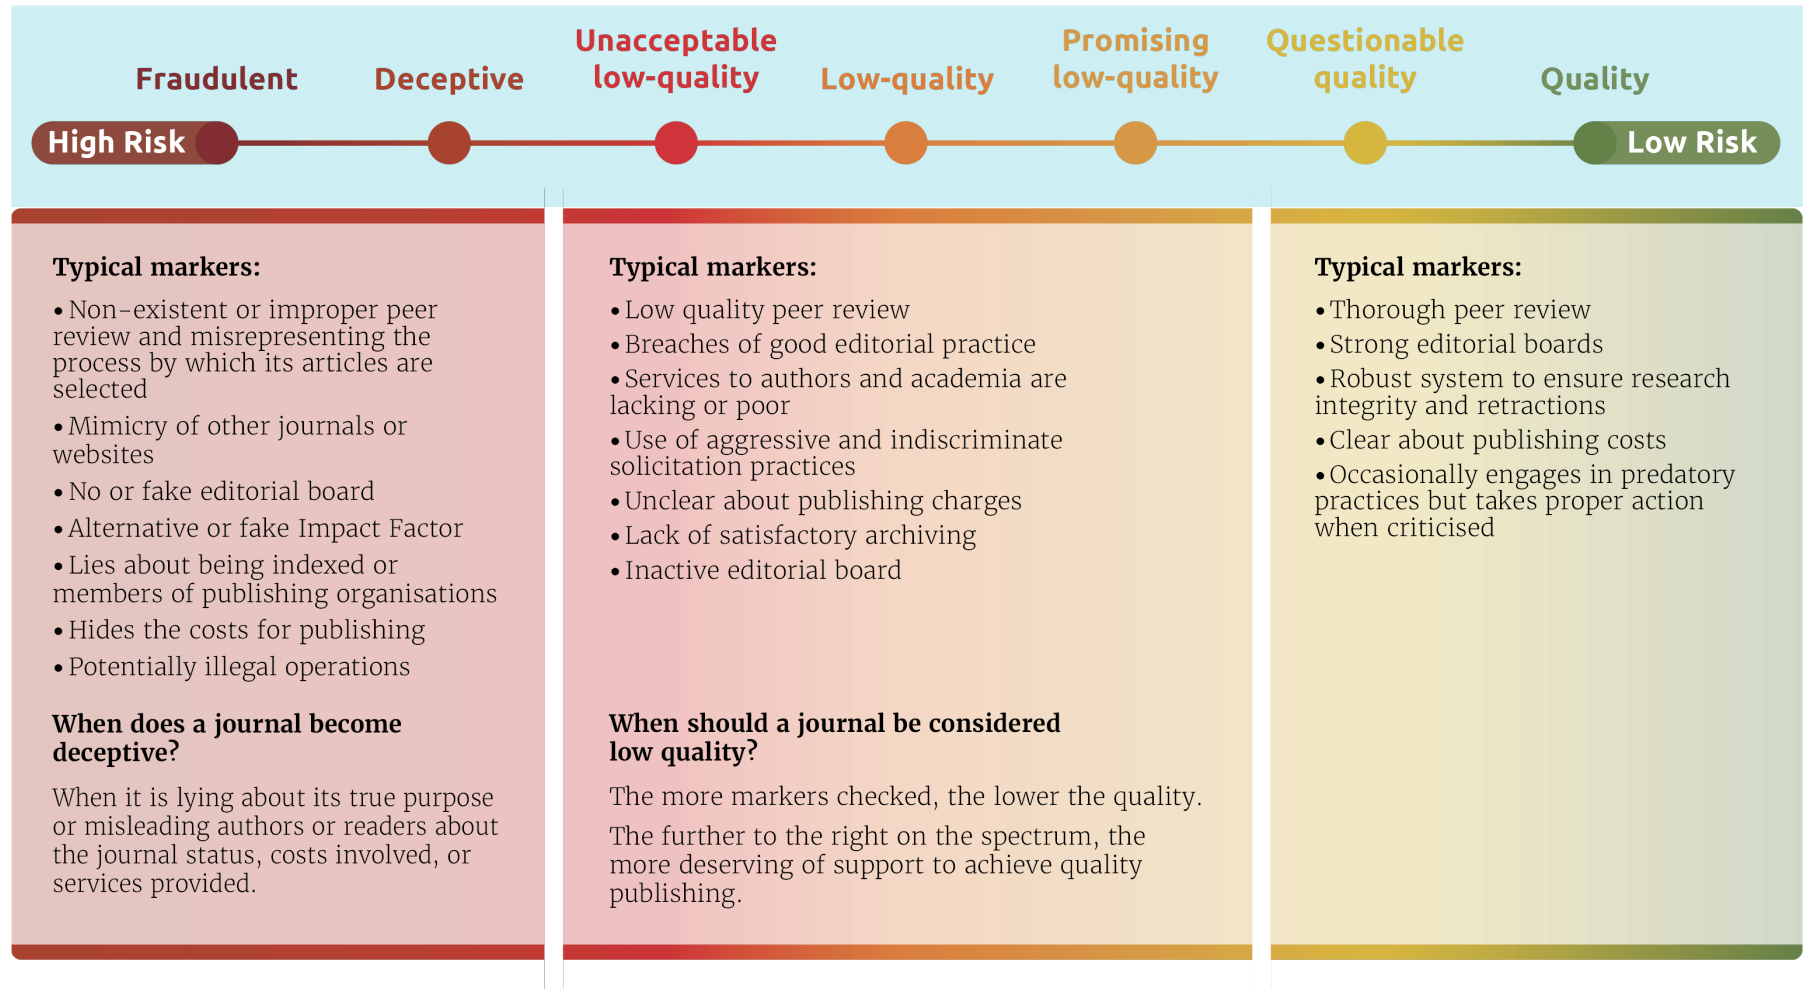 Unacceptable
low-quality
Promising
low-quality
Questionable
quality
Fraudulent
Deceptive
Low-quality
Quality
High Risk
Low Risk
Typical markers:
•Non-existent or improper peer
review and misrepresenting the
process by which its articles are
selected
•Mimicry of other journals or
websites
•No or fake editorial board
•Alternative or fake Impact Factor
•Lies about being indexed or
members of publishing organisations
•Hides the costs for publishing
•Potentially illegal operations
When does a journal become
deceptive?
When it is lying about its true purpose
or misleading authors or readers about
the journal status, costs involved, or
services provided.
Typical markers:
•Low quality peer review
•Breaches of good editorial practice
•Services to authors and academia are
lacking or poor
•Use of aggressive and indiscriminate
solicitation practices
•Unclear about publishing charges
•Lack of satisfactory archiving
•Inactive editorial board
When should a journal be considered
low quality?
The more markers checked, the lower the quality.
The further to the right on the spectrum, the
more deserving of support to achieve quality
publishing.
Typical markers:
•Thorough peer review
•Strong editorial boards
•Robust system to ensure research
integrity and retractions
•Clear about publishing costs
•Occasionally engages in predatory
practices but takes proper action
when criticised